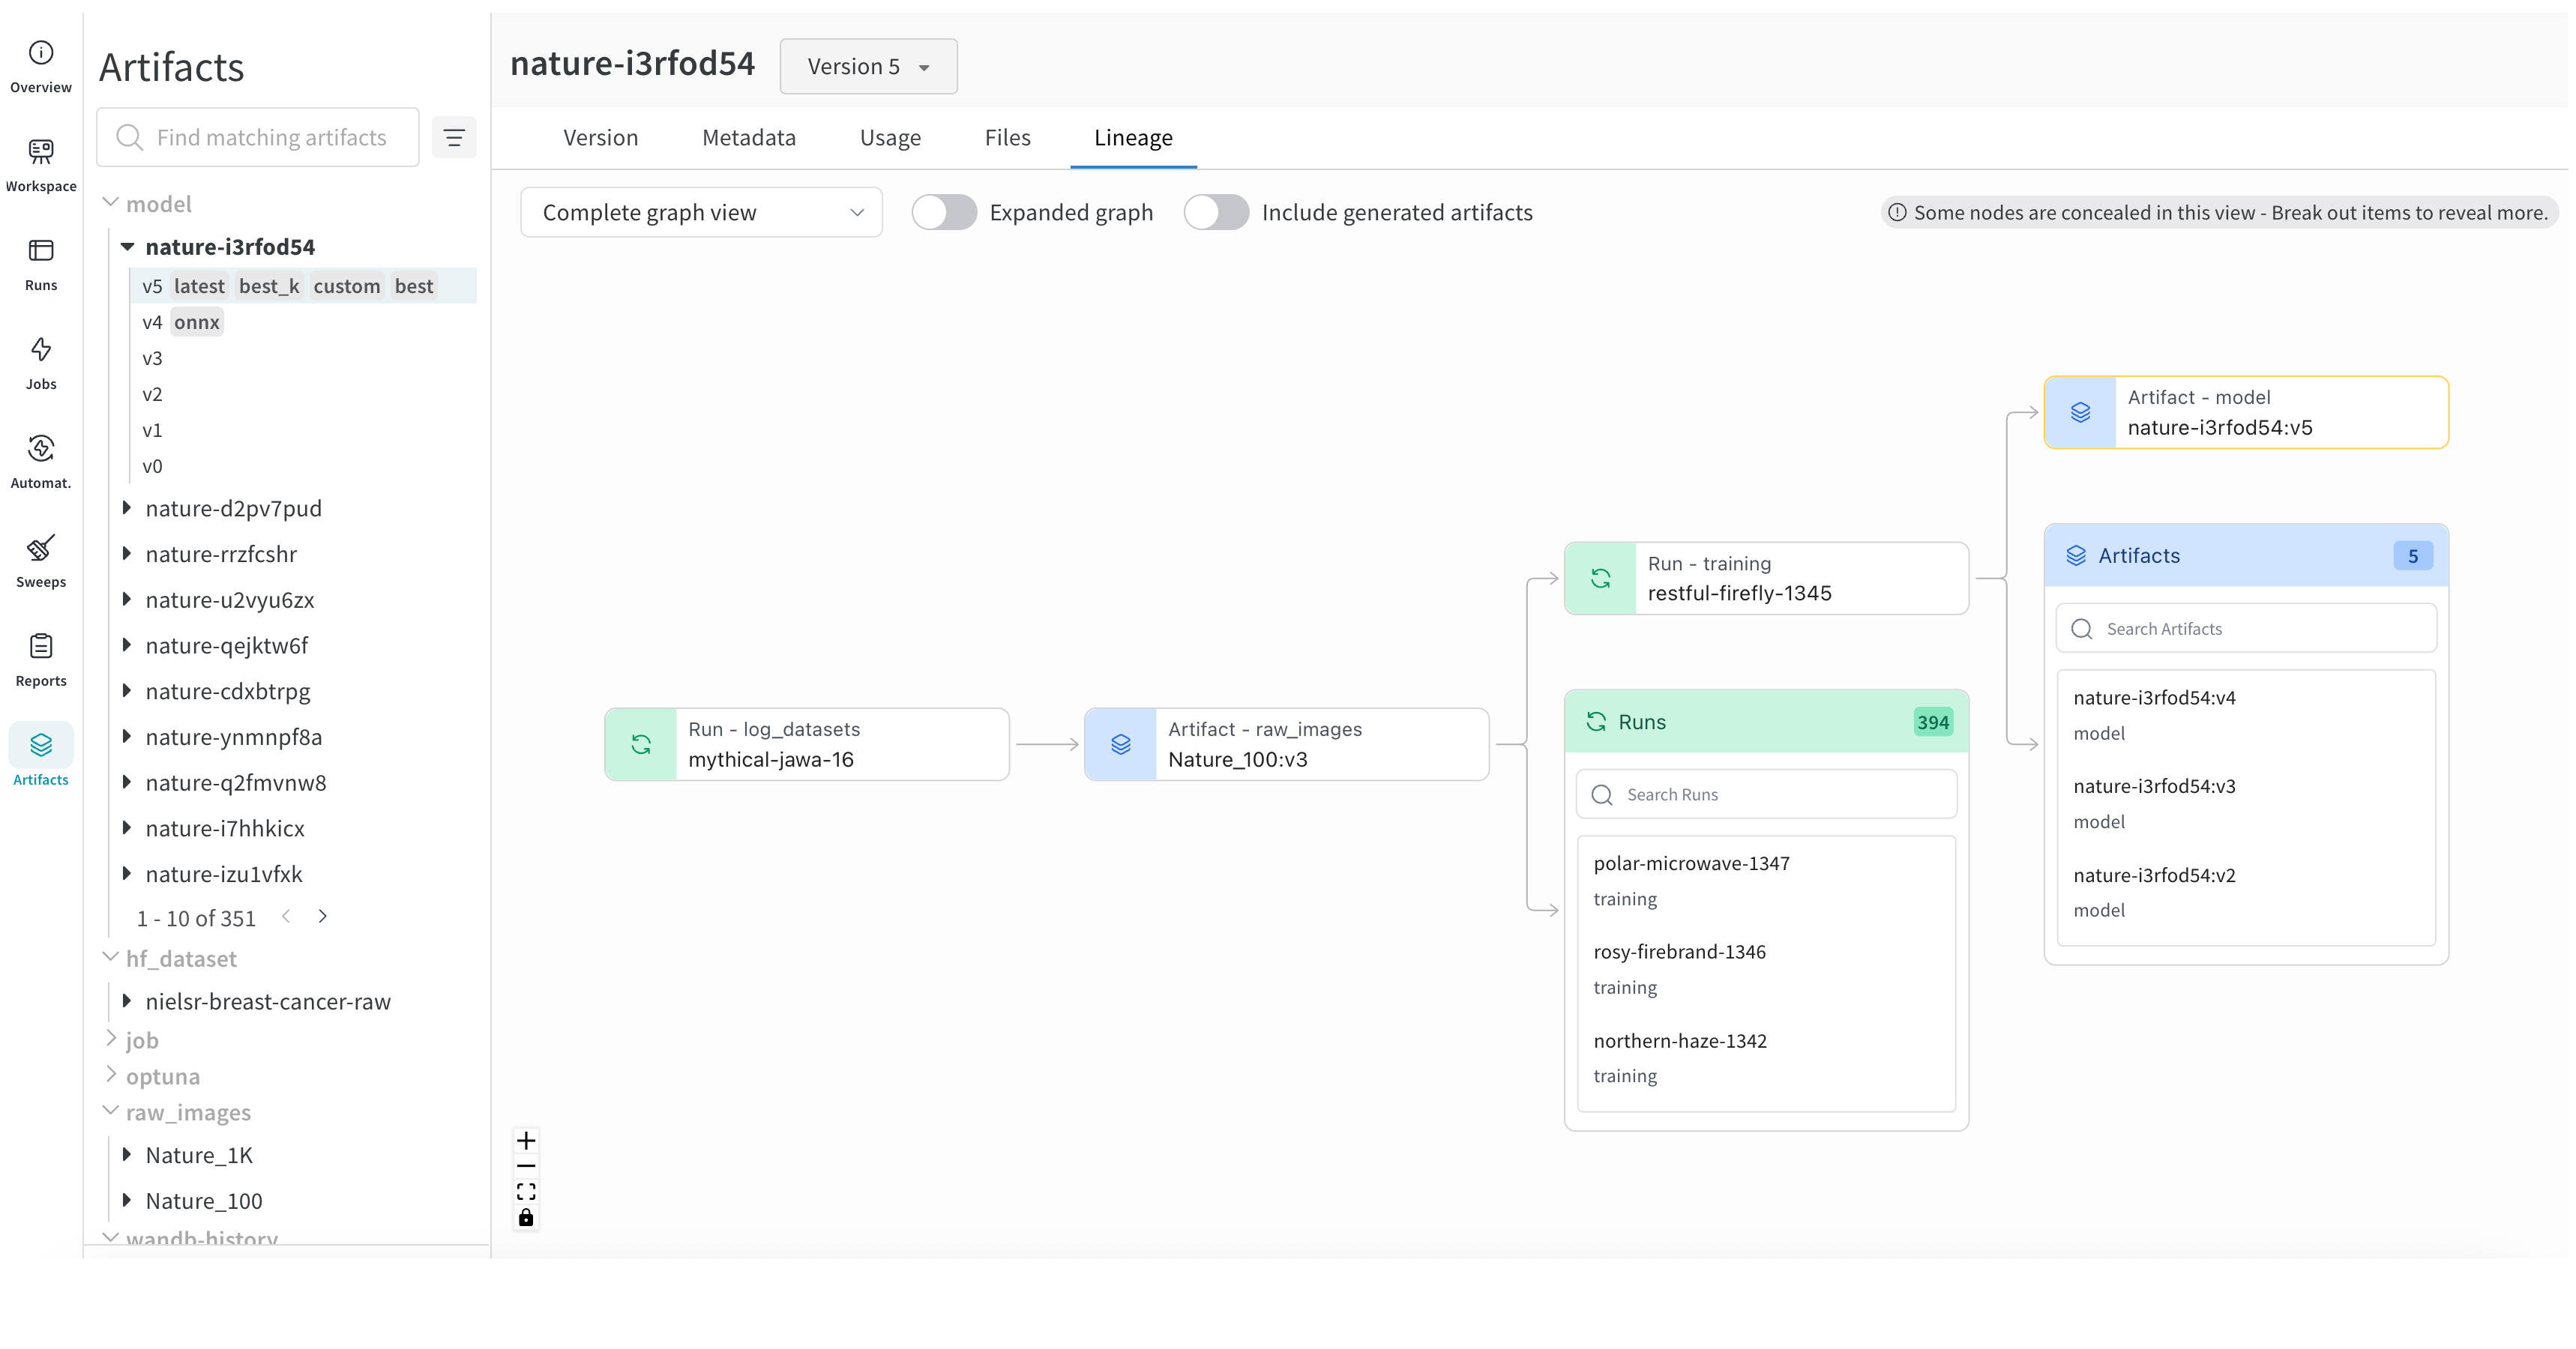 Overview
Workspace
Runs
Jobs
Automat.
Sweeps
Reports
Artifacts
Artifacts
Find matching artifacts
model
nature-i3rfod54
v5 latest best_k custom best
v4 onnx
v3
v2
v1
v0
nature-d2pv7pud
nature-rrzfcshr
nature-u2vyu6zx
nature-qejktw6f
nature-cdxbtrpg
nature-ynmnpf8a
nature-q2fmvnw8
nature-i7hhkicx
nature-izu1vfxk
1 - 10 of 351
hf_dataset
nielsr-breast-cancer-raw
job
optuna
raw_images
Nature_1K
Nature_100
wandb-history
nature-i3rfod54 Version 5
Version Metadata Usage Files Lineage
Complete graph view Expanded graph Include generated artifacts Some nodes are concealed in this view - Break out items to reveal more.
Run - log_datasets
mythical-jawa-16
Artifact - raw_images
Nature_100:v3
Run - training
restful-firefly-1345
Runs 394
Search Runs
polar-microwave-1347
training
rosy-firebrand-1346
training
northern-haze-1342
training
Artifact - model
nature-i3rfod54:v5
Artifacts 5
Search Artifacts
nature-i3rfod54:v4
model
nature-i3rfod54:v3
model
nature-i3rfod54:v2
model